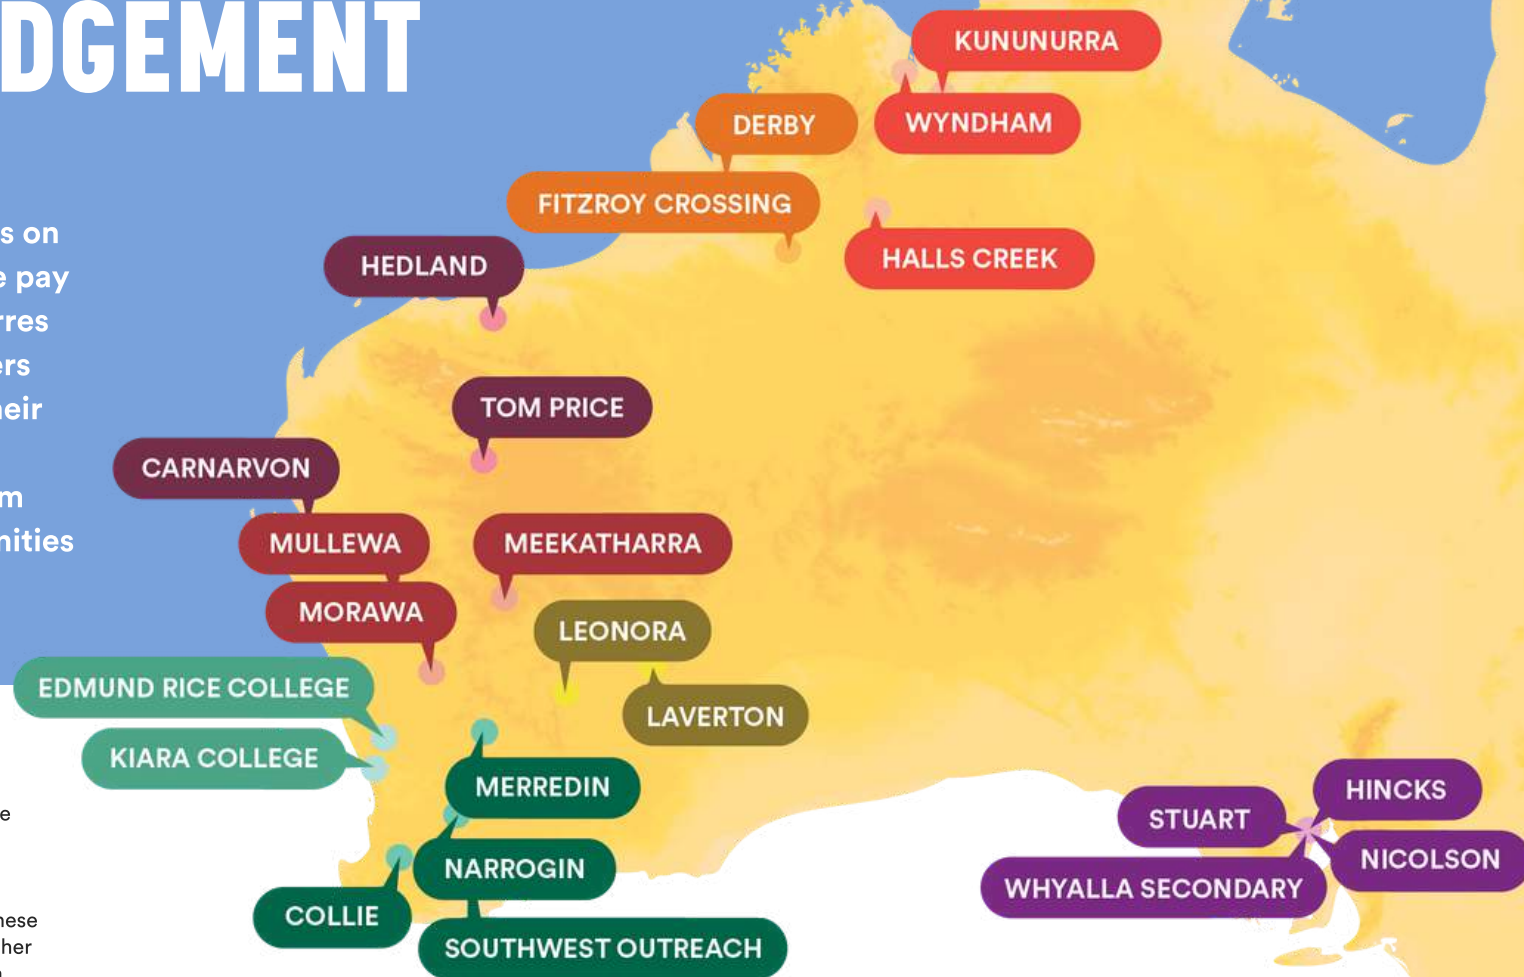 DGEMENT
s on
e pay
rres
ers
heir
m
nities
e
hese
her
KUNUNURRA
WYNDHAM
DERBY
FITZROY CROSSING
HALLS CREEK
HEDLAND
TOM PRICE
CARNARVON
MULLEWA
MEEKATHARRA
MORAWA
LEONORA
EDMUND RICE COLLEGE
LAVERTON
KIARA COLLEGE
MERREDIN
NARROGIN
COLLIE
SOUTHWEST OUTREACH
HINCKS
STUART
NICOLSON
WHYALLA SECONDARY